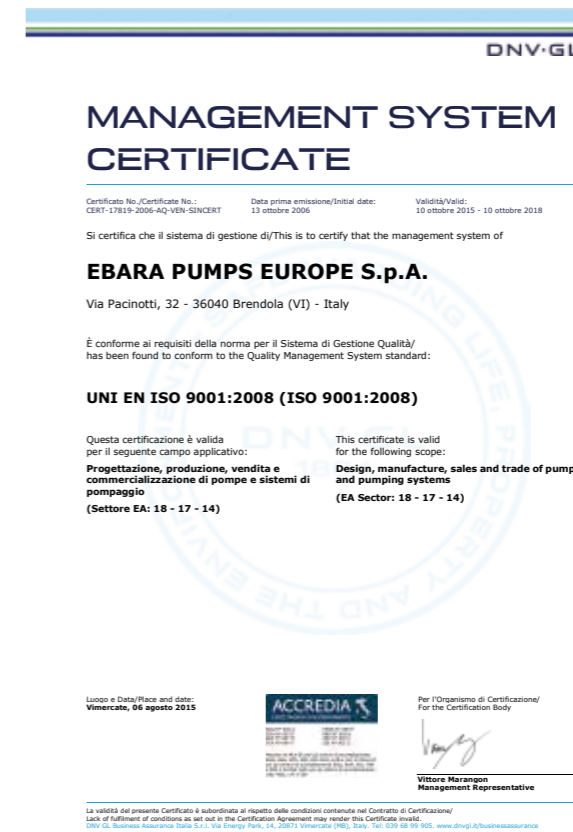 DNV·GL
MANAGEMENT SYSTEM
CERTIFICATE
Certificato No./Certificate No.:
CERT-17819-2006-AQ-VEN-SINCERT
Data prima emissione/Initial date:
13 ottobre 2006
Validità/Valid:
10 ottobre 2015 - 10 ottobre 2018
Si certifica che il sistema di gestione di/This is to certify that the management system of
EBARA PUMPS EUROPE S.p.A.
Via Pacinotti, 32 - 36040 Brendola (VI) - Italy
È conforme ai requisiti della norma per il Sistema di Gestione Qualità/
has been found to conform to the Quality Management System standard:
UNI EN ISO 9001:2008 (ISO 9001:2008)
Questa certificazione è valida
per il seguente campo applicativo:
Progettazione, produzione, vendita e
commercializzazione di pompe e sistemi di
pompaggio
(Settore EA: 18 - 17 - 14)
This certificate is valid
for the following scope:
Design, manufacture, sales and trade of pump
and pumping systems
(EA Sector: 18 - 17 - 14)
DNV·GL
Luogo e Data/Place and date:
Vimercate, 06 agosto 2015
ACCREDIA
Per l'Organismo di Certificazione/
For the Certification Body
Vittore Marangon
Management Representative
La validità del presente Certificato è subordinata al rispetto delle condizioni contenute nel Contratto di Certificazione/
Lack of fulfilment of conditions as set out in the Certification Agreement may render this Certificate invalid.
DNV GL Business Assurance Italia S.r.l. Via Energy Park, 14, 20871 Vimercate (MB), Italy. Tel: 039 68 99 905. www.dnvgl.it/businessassurance